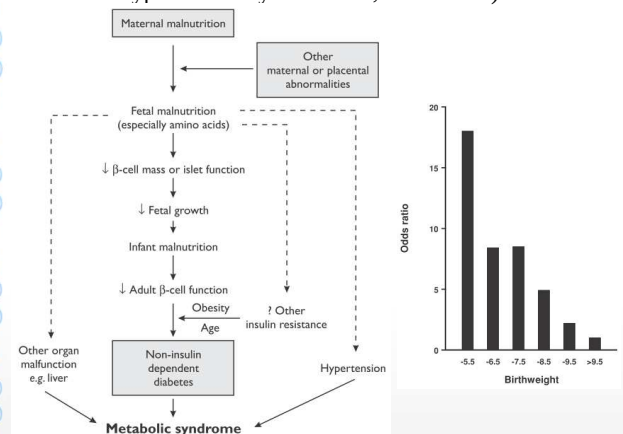 Maternal malnutrition
Other
maternal or placental
abnormalities
Fetal malnutrition
(especially amino acids)
↓ β-cell mass or islet function
↓ Fetal growth
Infant malnutrition
↓ Adult β-cell function
Obesity
Age
? Other
insulin resistance
Other organ
malfunction
e.g. liver
Non-insulin
dependent
diabetes
Hypertension
Metabolic syndrome
20
15
10
5
0
Odds ratio
-5.5 -6.5 -7.5 -8.5 -9.5 >9.5
Birthweight